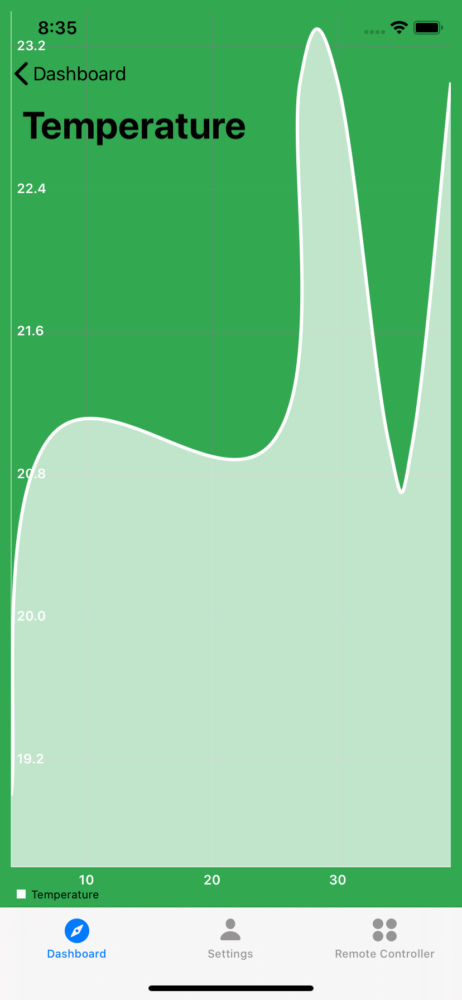 8:35
23.2
Dashboard
Temperature
22.4
21.6
20.8
20.0
19.2
10 20 30
Temperature
Dashboard Settings Remote Controller